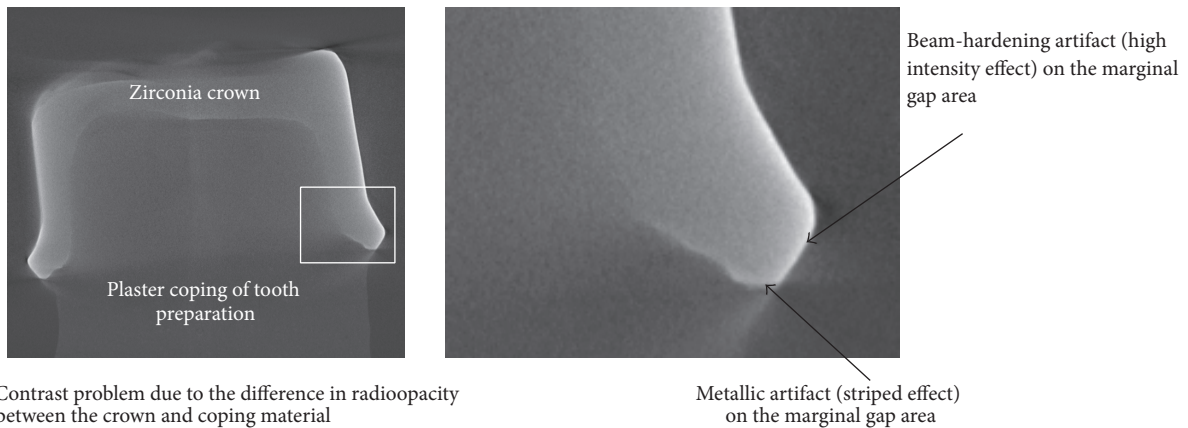 Zirconia crown
Plaster coping of tooth
preparation
Beam-hardening artifact (high
intensity effect) on the marginal
gap area
Contrast problem due to the difference in radioopacity
between the crown and coping material
Metallic artifact (striped effect)
on the marginal gap area